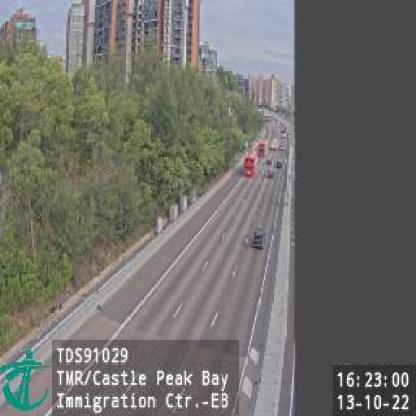 TDS91029
TMR/Castle Peak Bay
Immigration Ctr.-EB
16:23:00
13-10-22